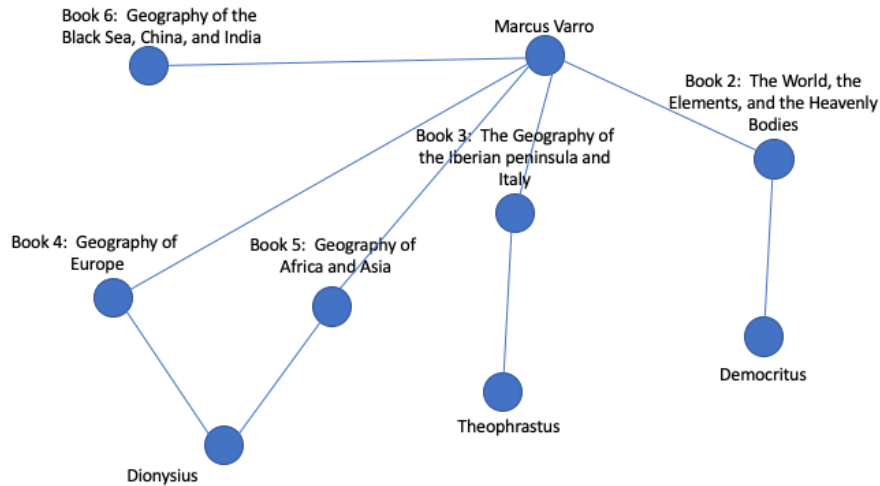 Book 6:  Geography of the
Black Sea, China, and India
Marcus Varro
Book 2:  The World, the
Elements, and the Heavenly
Bodies
Book 3:  The Geography of
the Iberian peninsula and
Italy
Book 4:  Geography of
Europe
Book 5:  Geography of
Africa and Asia
Democritus
Theophrastus
Dionysius